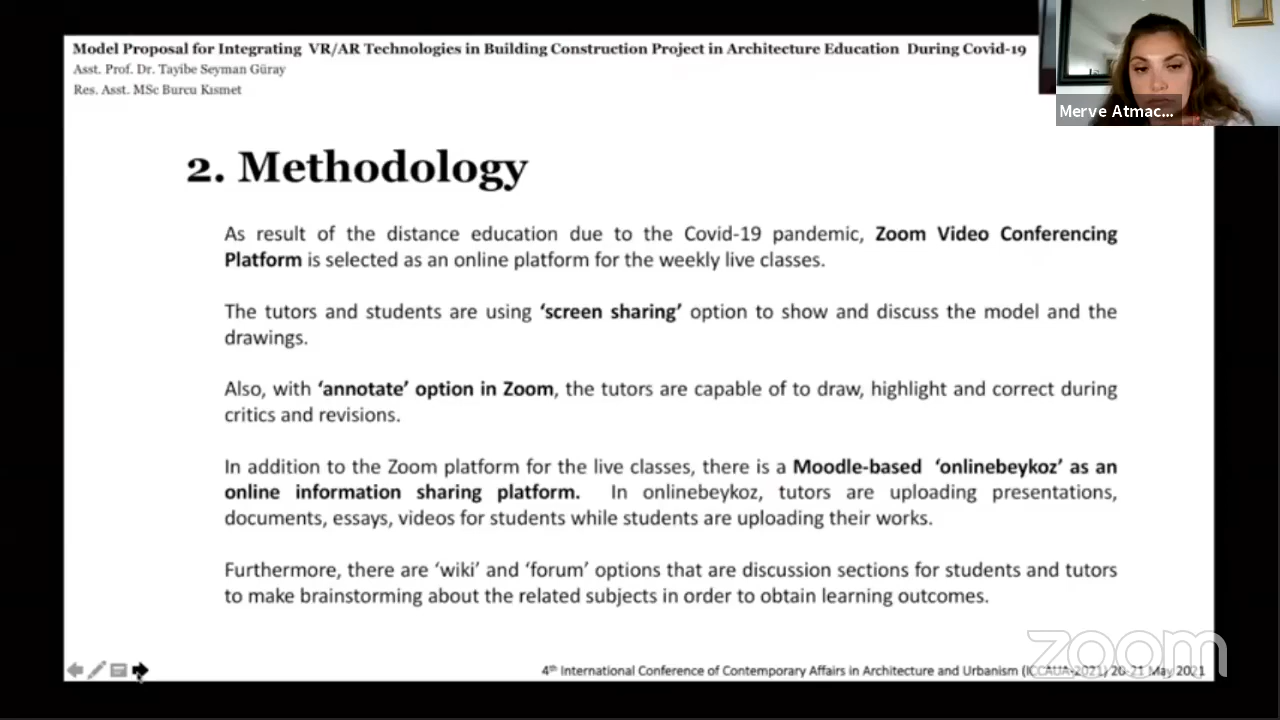 Model Proposal for Integrating VR/AR Technologies in Building Construction Project in Architecture Education During Covid-19
Asst. Prof. Dr. Tayibe Seyman Güray
Res. Asst. MSc Burcu Kısmet
Merve Atmac...
2. Methodology
As result of the distance education due to the Covid-19 pandemic, Zoom Video Conferencing
Platform is selected as an online platform for the weekly live classes.
The tutors and students are using ‘screen sharing’ option to show and discuss the model and the
drawings.
Also, with ‘annotate’ option in Zoom, the tutors are capable of to draw, highlight and correct during
critics and revisions.
In addition to the Zoom platform for the live classes, there is a Moodle-based ‘onlinebeykoz’ as an
online information sharing platform. In onlinebeykoz, tutors are uploading presentations,
documents, essays, videos for students while students are uploading their works.
Furthermore, there are ‘wiki’ and ‘forum’ options that are discussion sections for students and tutors
to make brainstorming about the related subjects in order to obtain learning outcomes.
zoom
4th International Conference of Contemporary Affairs in Architecture and Urbanism (ICCAUA-2021) 20-21 May 2021